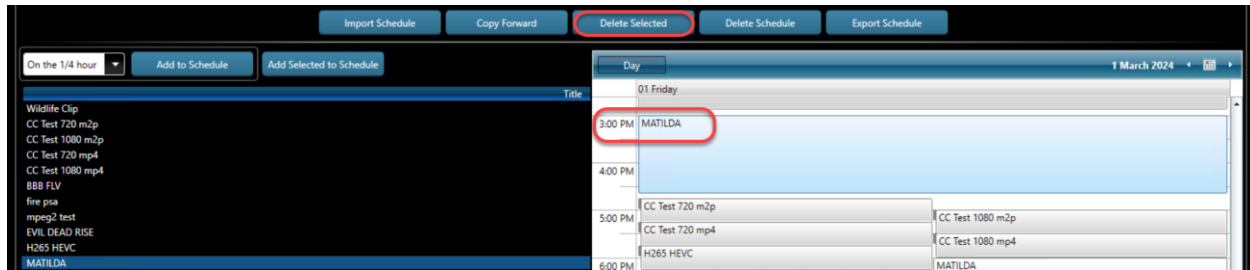 Import Schedule
Copy Forward
Delete Selected
Delete Schedule
Export Schedule
On the 1/4 hour
Add to Schedule
Add Selected to Schedule
Title
Wildlife Clip
CC Test 720 m2p
CC Test 1080 m2p
CC Test 720 mp4
CC Test 1080 mp4
BBB FLV
fire psa
mpeg2 test
EVIL DEAD RISE
H265 HEVC
MATILDA
Day
1 March 2024
01 Friday
3:00 PM
MATILDA
4:00 PM
CC Test 720 m2p
5:00 PM
CC Test 1080 m2p
CC Test 720 mp4
CC Test 1080 mp4
H265 HEVC
6:00 PM
MATILDA